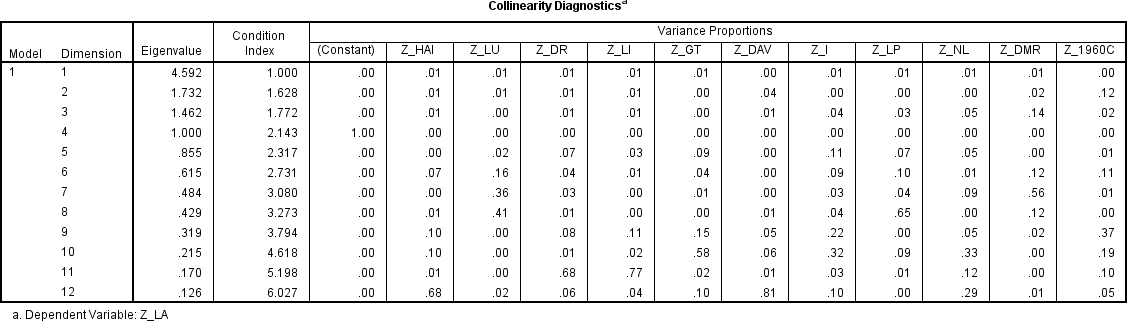 Collinearity Diagnosticsa
Variance Proportions
Model Dimension Eigenvalue Condition Index (Constant) Z_HAI Z_LU Z_DR Z_LI Z_GT Z_DAV Z_I Z_LP Z_NL Z_DMR Z_1960C
1 1 4.592 1.000 .00 .01 .01 .01 .01 .01 .00 .01 .01 .01 .01 .00
2 1.732 1.628 .00 .01 .01 .01 .01 .00 .04 .00 .00 .00 .02 .12
3 1.462 1.772 .00 .01 .00 .01 .01 .00 .01 .04 .03 .05 .14 .02
4 1.000 2.143 1.00 .00 .00 .00 .00 .00 .00 .00 .00 .00 .00 .00
5 .855 2.317 .00 .00 .02 .07 .03 .09 .00 .11 .07 .05 .00 .01
6 .615 2.731 .00 .07 .16 .04 .01 .04 .00 .09 .10 .01 .12 .11
7 .484 3.080 .00 .00 .36 .03 .00 .01 .00 .03 .04 .09 .56 .01
8 .429 3.273 .00 .01 .41 .01 .00 .00 .01 .04 .65 .00 .12 .00
9 .319 3.794 .00 .10 .00 .08 .11 .15 .05 .22 .00 .05 .02 .37
10 .215 4.618 .00 .10 .00 .01 .02 .58 .06 .32 .09 .33 .00 .19
11 .170 5.198 .00 .01 .00 .68 .77 .02 .01 .03 .01 .12 .00 .10
12 .126 6.027 .00 .68 .02 .06 .04 .10 .81 .10 .00 .29 .01 .05
a. Dependent Variable: Z_LA